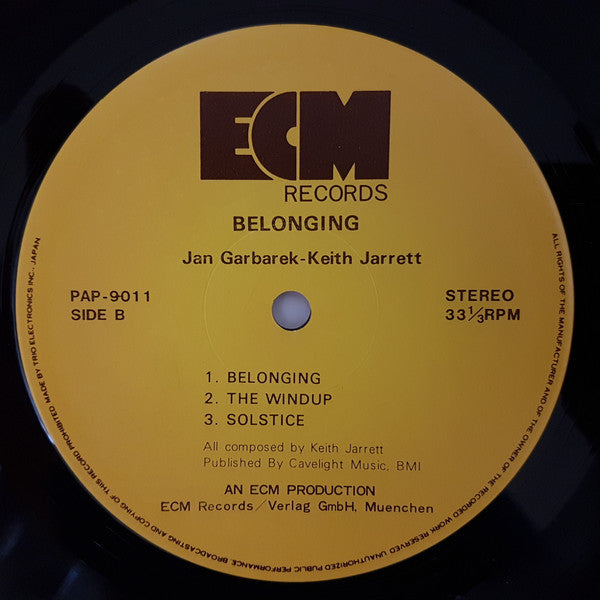 ECM
RECORDS
BELONGING
Jan Garbarek-Keith Jarrett
PAP-9011
SIDE B
STEREO
33⅓RPM
1. BELONGING
2. THE WINDUP
3. SOLSTICE
All composed by Keith Jarrett
Published By Cavelight Music, BMI
AN ECM PRODUCTION
ECM Records/Verlag GmbH, Muenchen
ALL RIGHTS OF THE MANUFACTURER AND OF THE OWNER OF THE RECORDED WORK RESERVED UNAUTHORIZED PUBLIC PERFORMANCE BROADCASTING AND COPYING OF THIS RECORD PROHIBITED MADE BY TRIO ELECTRONICS INC., JAPAN